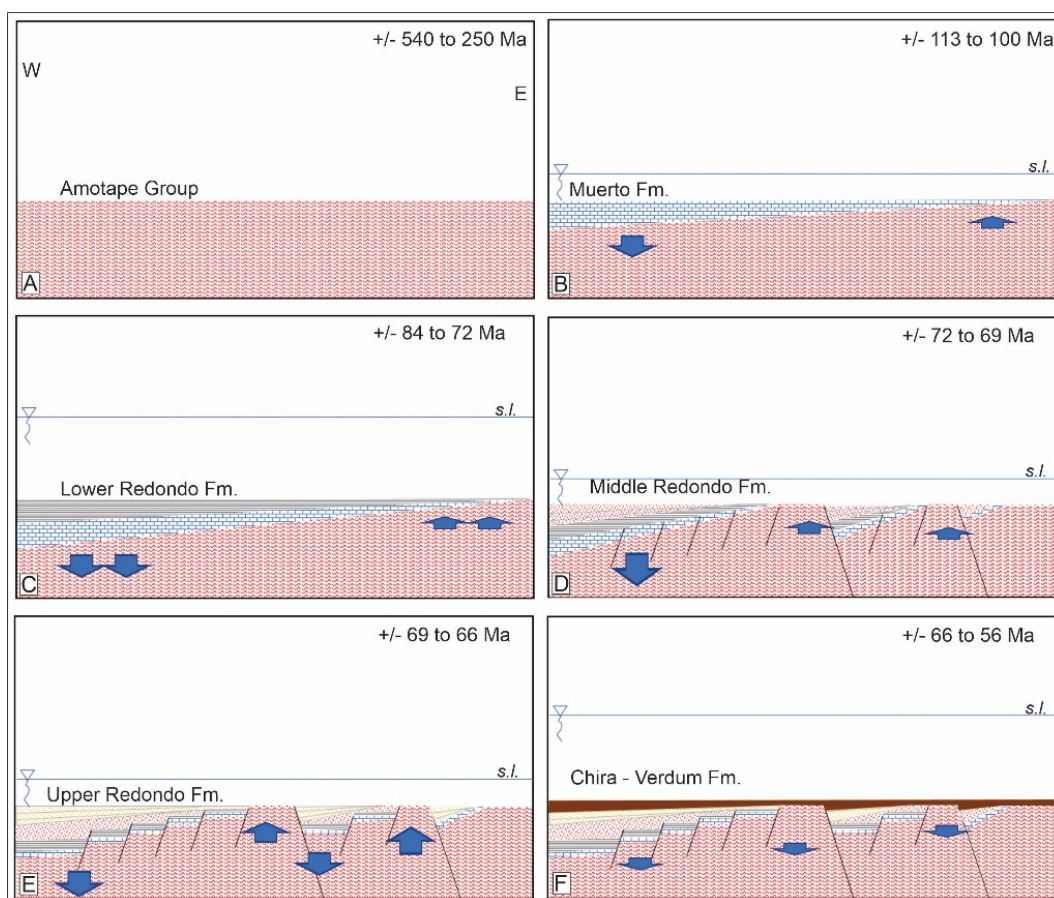 +/- 540 to 250 Ma
W
E
Amotape Group
A
+/- 113 to 100 Ma
s.l.
Muerto Fm.
B
+/- 84 to 72 Ma
s.l.
Lower Redondo Fm.
C
+/- 72 to 69 Ma
s.l.
Middle Redondo Fm.
D
+/- 69 to 66 Ma
s.l.
Upper Redondo Fm.
E
+/- 66 to 56 Ma
s.l.
Chira - Verdum Fm.
F